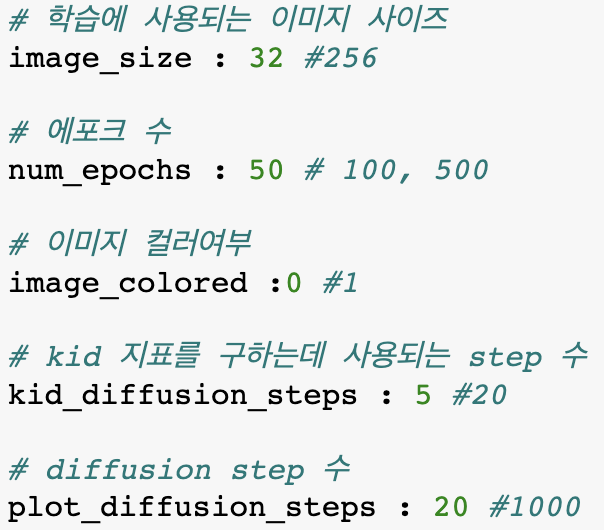 # 학습에 사용되는 이미지 사이즈
image_size : 32 #256
# 에포크 수
num_epochs : 50 # 100, 500
# 이미지 컬러여부
image_colored :0 #1
# kid 지표를 구하는데 사용되는 step 수
kid_diffusion_steps : 5 #20
# diffusion step 수
plot_diffusion_steps : 20 #1000